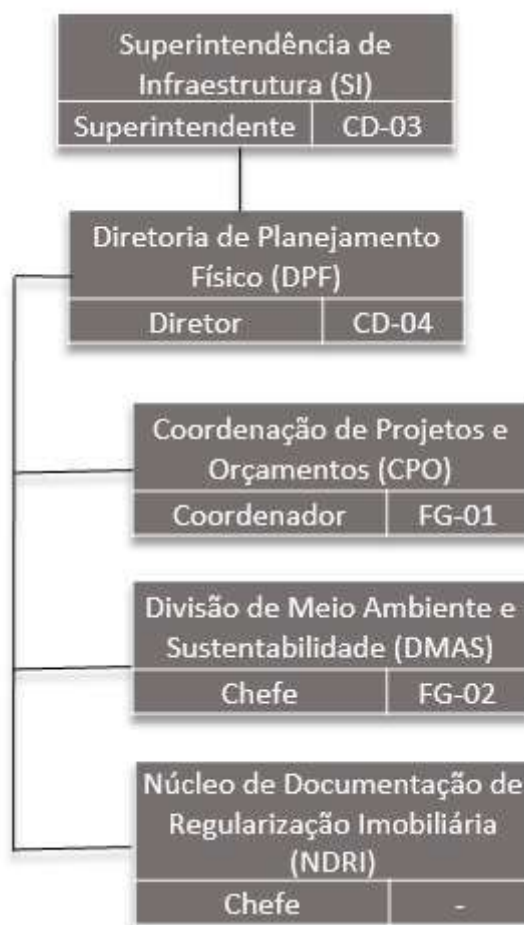 Superintendência de
Infraestrutura (SI)
Superintendente CD-03
Diretoria de Planejamento
Físico (DPF)
Diretor CD-04
Coordenação de Projetos e
Orçamentos (CPO)
Coordenador FG-01
Divisão de Meio Ambiente e
Sustentabilidade (DMAS)
Chefe FG-02
Núcleo de Documentação de
Regularização Imobiliária
(NDRI)
Chefe -